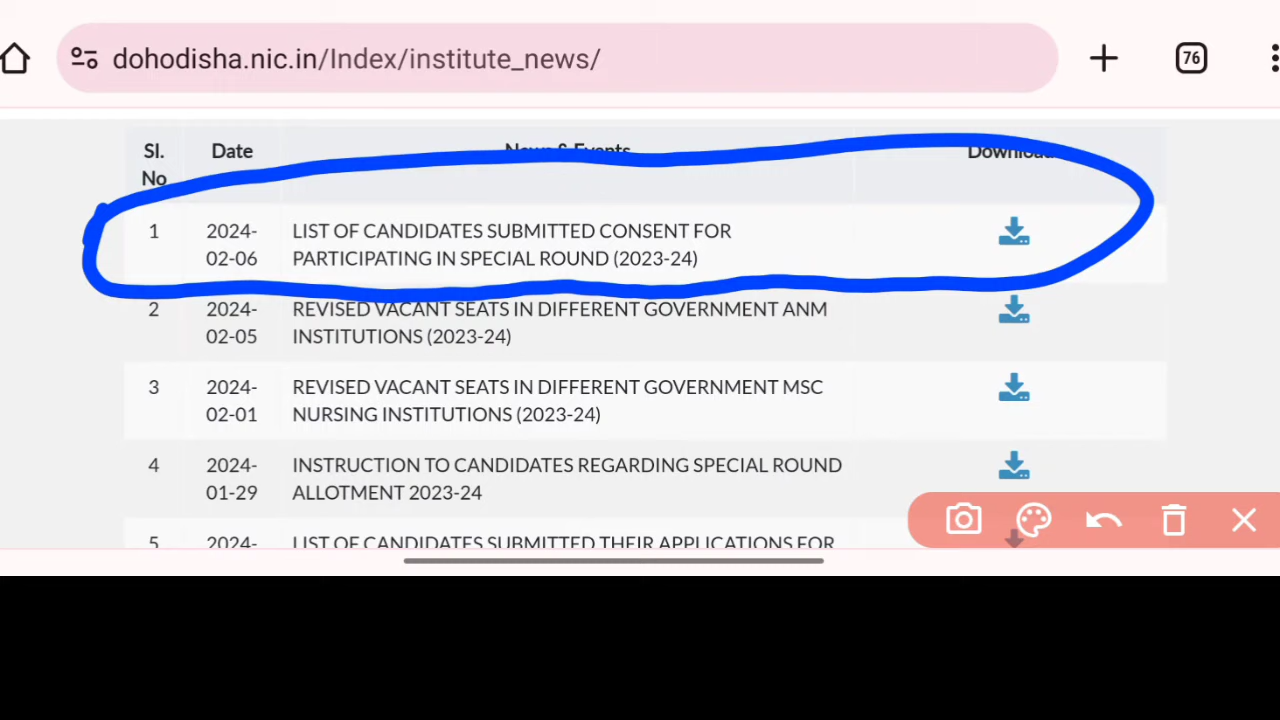 dohodisha.nic.in/Index/institute_news/
76
Sl. No
Date
News & Events
Download
1
2024-02-06
LIST OF CANDIDATES SUBMITTED CONSENT FOR
PARTICIPATING IN SPECIAL ROUND (2023-24)
2
2024-02-05
REVISED VACANT SEATS IN DIFFERENT GOVERNMENT ANM
INSTITUTIONS (2023-24)
3
2024-02-01
REVISED VACANT SEATS IN DIFFERENT GOVERNMENT MSC
NURSING INSTITUTIONS (2023-24)
4
2024-01-29
INSTRUCTION TO CANDIDATES REGARDING SPECIAL ROUND
ALLOTMENT 2023-24
5
2024-
LIST OF CANDIDATES SUBMITTED THEIR APPLICATIONS FOR